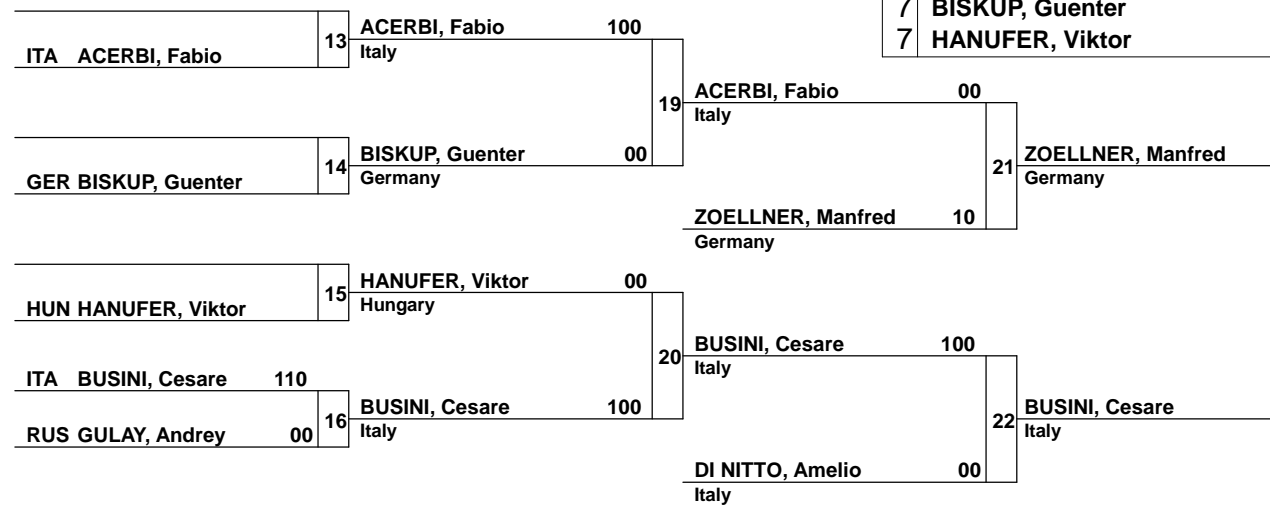 7 BISKUP, Guenter
7 HANUFER, Viktor
ACERBI, Fabio 100
13
Italy
ITA ACERBI, Fabio
ACERBI, Fabio 00
19
Italy
BISKUP, Guenter 00
14
Germany
GER BISKUP, Guenter
ZOELLNER, Manfred
21
Germany
ZOELLNER, Manfred 10
Germany
HANUFER, Viktor 00
15
Hungary
HUN HANUFER, Viktor
BUSINI, Cesare 100
20
Italy
ITA BUSINI, Cesare 110
BUSINI, Cesare 100
16
Italy
RUS GULAY, Andrey 00
BUSINI, Cesare
22
Italy
DI NITTO, Amelio 00
Italy